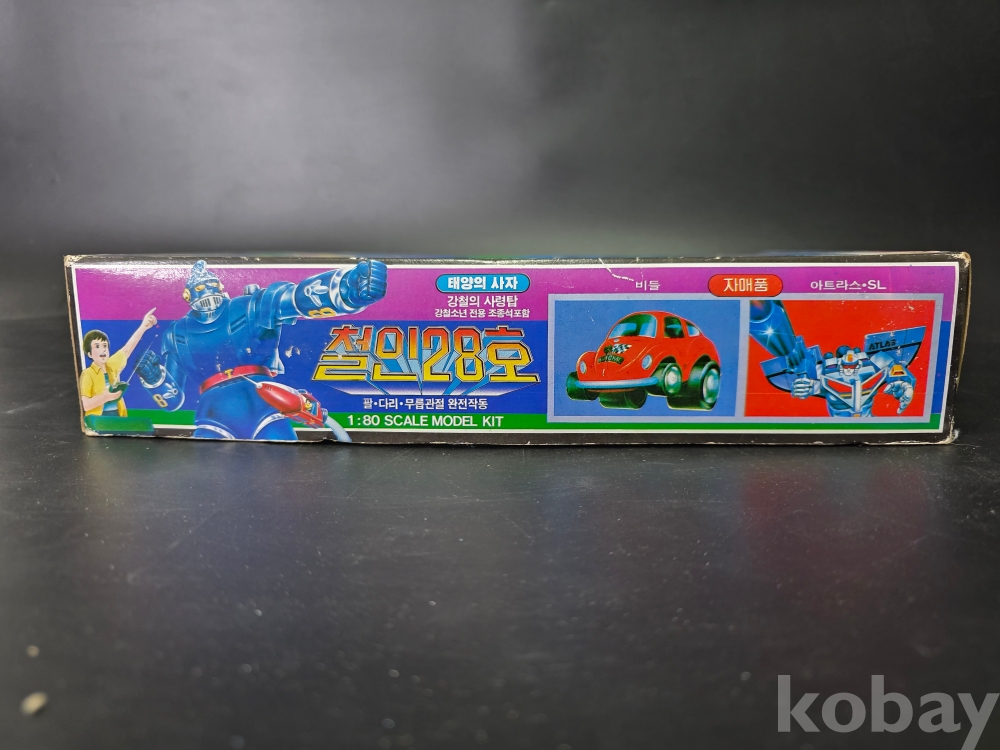 태양의 사자
강철의 사령탑
강철소년 전용 조종석포함
철인28호
팔·다리·무릎관절 완전작동
1:80 SCALE MODEL KIT
비틀 자매품 아트라스·SL
ATLAS
8
8
kobay